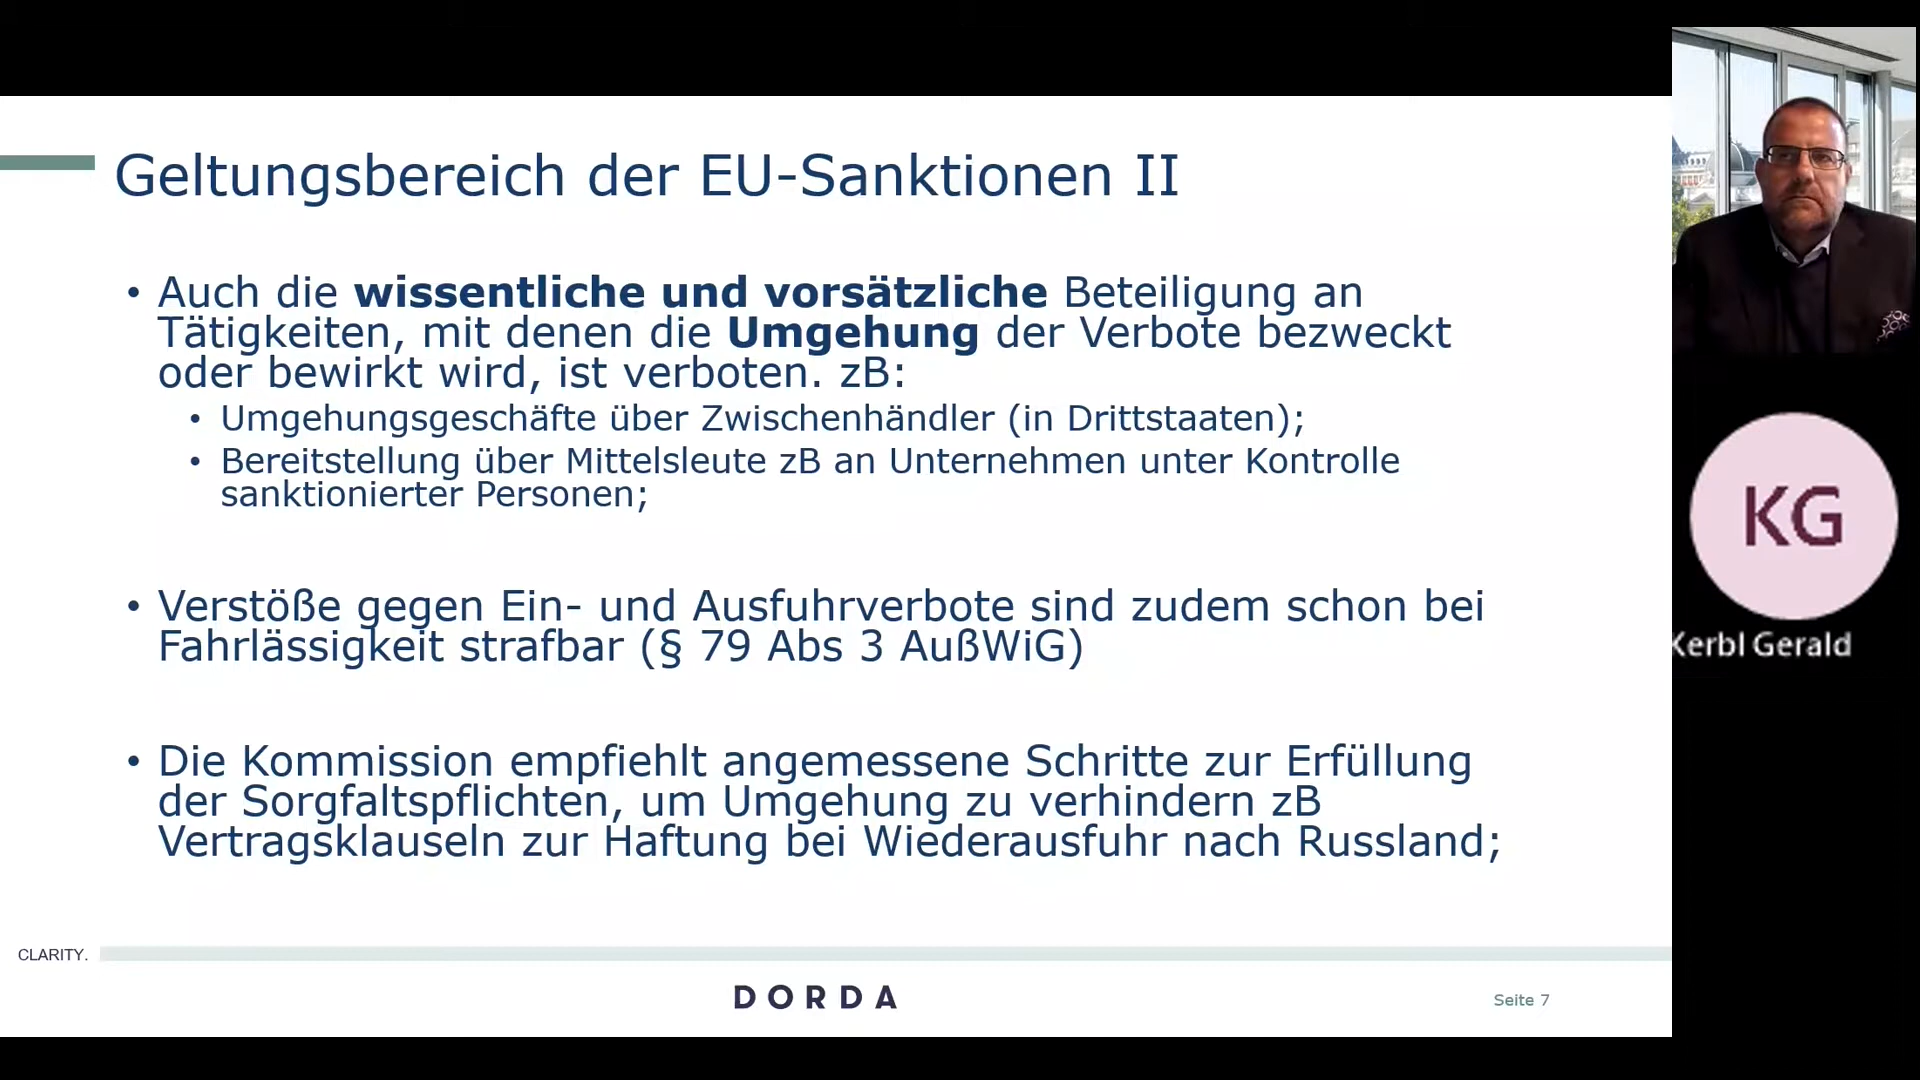 Geltungsbereich der EU-Sanktionen II
• Auch die wissentliche und vorsätzliche Beteiligung an
Tätigkeiten, mit denen die Umgehung der Verbote bezweckt
oder bewirkt wird, ist verboten. zB:
• Umgehungsgeschäfte über Zwischenhändler (in Drittstaaten);
• Bereitstellung über Mittelsleute zB an Unternehmen unter Kontrolle
sanktionierter Personen;
• Verstöße gegen Ein- und Ausfuhrverbote sind zudem schon bei
Fahrlässigkeit strafbar (§ 79 Abs 3 AußWiG)
• Die Kommission empfiehlt angemessene Schritte zur Erfüllung
der Sorgfaltspflichten, um Umgehung zu verhindern zB
Vertragsklauseln zur Haftung bei Wiederausfuhr nach Russland;
CLARITY.
DORDA
Seite 7
KG
Kerbl Gerald